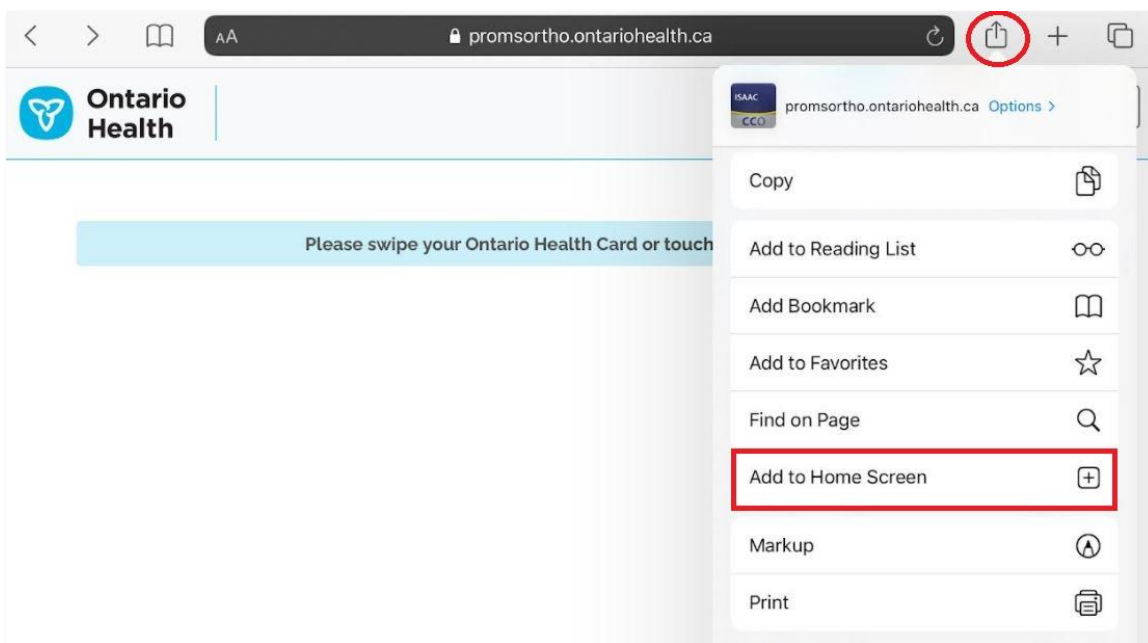 AA promsortho.ontariohealth.ca
Ontario
Health
ISAAC
CCO
promsortho.ontariohealth.ca Options >
Copy
Please swipe your Ontario Health Card or touch
Add to Reading List
Add Bookmark
Add to Favorites
Find on Page
Add to Home Screen
Markup
Print